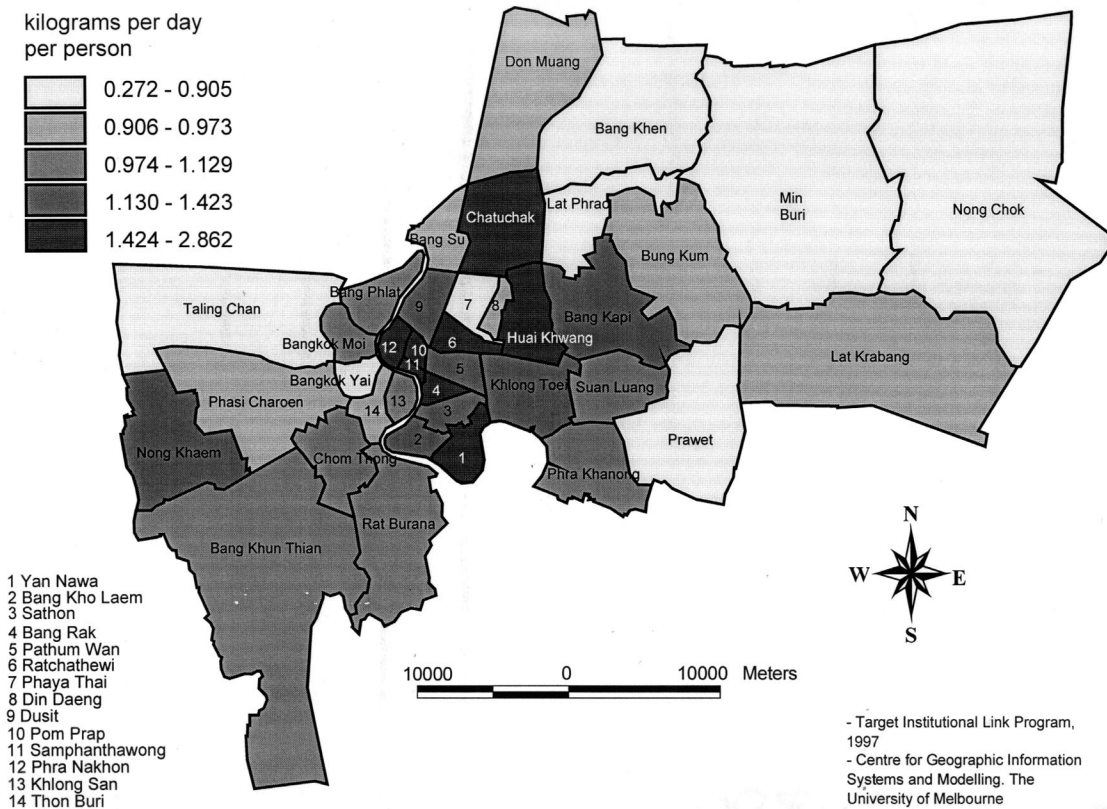 kilograms per day
per person
0.272 - 0.905
0.906 - 0.973
0.974 - 1.129
1.130 - 1.423
1.424 - 2.862
Don Muang
Bang Khen
Min
Buri
Nong Chok
Lat Phrao
Chatuchak
Bang Su
Bung Kum
Taling Chan
Bang Phlat
9
7
8
Bang Kapi
Huai Khwang
6
12
10
11
Bangkok Moi
Lat Krabang
5
Khlong Toei
Suan Luang
Bangkok Yai
4
13
Phasi Charoen
14
3
2
1
Prawet
Nong Khaem
Chom Thong
Phra Khanong
Rat Burana
Bang Khun Thian
N
W
E
S
1 Yan Nawa
2 Bang Kho Laem
3 Sathon
4 Bang Rak
5 Pathum Wan
6 Ratchathewi
7 Phaya Thai
8 Din Daeng
9 Dusit
10 Pom Prap
11 Samphanthawong
12 Phra Nakhon
13 Khlong San
14 Thon Buri
10000 0 10000 Meters
- Target Institutional Link Program,
1997
- Centre for Geographic Information
Systems and Modelling. The
University of Melbourne